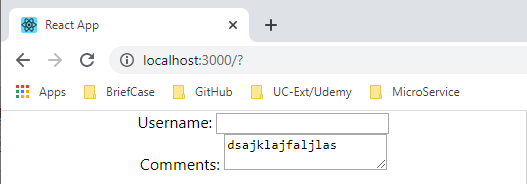 React App
localhost:3000/?
Apps BriefCase GitHub UC-Ext/Udemy MicroService
Username:
dsajklajfaljlas
Comments: